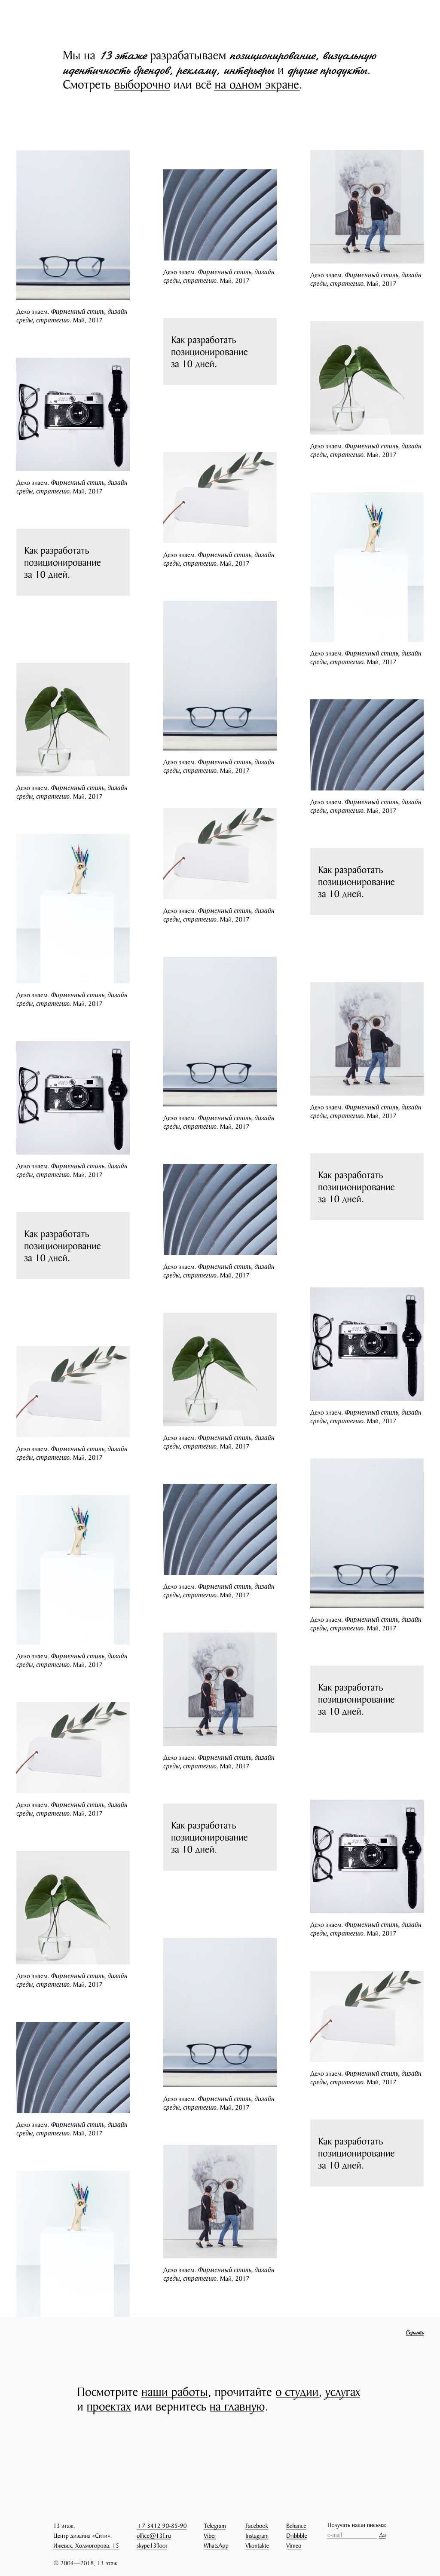 Мы на 13 этаже разрабатываем позиционирование, визуальную
идентичность брендов, рекламу, интерьеры и другие продукты.
Смотреть выборочно или всё на одном экране.
Дело знаем. Фирменный стиль, дизайн
среды, стратегию. Май, 2017
Дело знаем. Фирменный стиль, дизайн
среды, стратегию. Май, 2017
Как разработать
позиционирование
за 10 дней.
Дело знаем. Фирменный стиль, дизайн
среды, стратегию. Май, 2017
Дело знаем. Фирменный стиль, дизайн
среды, стратегию. Май, 2017
Дело знаем. Фирменный стиль, дизайн
среды, стратегию. Май, 2017
Как разработать
позиционирование
за 10 дней.
Дело знаем. Фирменный стиль, дизайн
среды, стратегию. Май, 2017
Дело знаем. Фирменный стиль, дизайн
среды, стратегию. Май, 2017
Дело знаем. Фирменный стиль, дизайн
среды, стратегию. Май, 2017
Дело знаем. Фирменный стиль, дизайн
среды, стратегию. Май, 2017
Дело знаем. Фирменный стиль, дизайн
среды, стратегию. Май, 2017
Дело знаем. Фирменный стиль, дизайн
среды, стратегию. Май, 2017
Как разработать
позиционирование
за 10 дней.
Дело знаем. Фирменный стиль, дизайн
среды, стратегию. Май, 2017
Дело знаем. Фирменный стиль, дизайн
среды, стратегию. Май, 2017
Дело знаем. Фирменный стиль, дизайн
среды, стратегию. Май, 2017
Дело знаем. Фирменный стиль, дизайн
среды, стратегию. Май, 2017
Дело знаем. Фирменный стиль, дизайн
среды, стратегию. Май, 2017
Дело знаем. Фирменный стиль, дизайн
среды, стратегию. Май, 2017
Дело знаем. Фирменный стиль, дизайн
среды, стратегию. Май, 2017
Дело знаем. Фирменный стиль, дизайн
среды, стратегию. Май, 2017
Как разработать
позиционирование
за 10 дней.
Дело знаем. Фирменный стиль, дизайн
среды, стратегию. Май, 2017
Дело знаем. Фирменный стиль, дизайн
среды, стратегию. Май, 2017
Дело знаем. Фирменный стиль, дизайн
среды, стратегию. Май, 2017
Дело знаем. Фирменный стиль, дизайн
среды, стратегию. Май, 2017
Дело знаем. Фирменный стиль, дизайн
среды, стратегию. Май, 2017
Дело знаем. Фирменный стиль, дизайн
среды, стратегию. Май, 2017
Как разработать
позиционирование
за 10 дней.
Дело знаем. Фирменный стиль, дизайн
среды, стратегию. Май, 2017
Как разработать
позиционирование
за 10 дней.
Дело знаем. Фирменный стиль, дизайн
среды, стратегию. Май, 2017
Дело знаем. Фирменный стиль, дизайн
среды, стратегию. Май, 2017
Как разработать
позиционирование
за 10 дней.
Дело знаем. Фирменный стиль, дизайн
среды, стратегию. Май, 2017
Дело знаем. Фирменный стиль, дизайн
среды, стратегию. Май, 2017
Как разработать
позиционирование
за 10 дней.
Скрыть
Посмотрите наши работы, прочитайте о студии, услугах
и проектах или вернитесь на главную.
13 этаж,
Центр дизайна «Сити»,
Ижевск, Холмогорова, 15
© 2004—2018, 13 этаж
+7 3412 90-85-90
office@13f.ru
skype13floor
Telegram
Viber
WhatsApp
Facebook
Instagram
Vkontakte
Behance
Dribbble
Vimeo
Получать наши письма:
e-mail Да